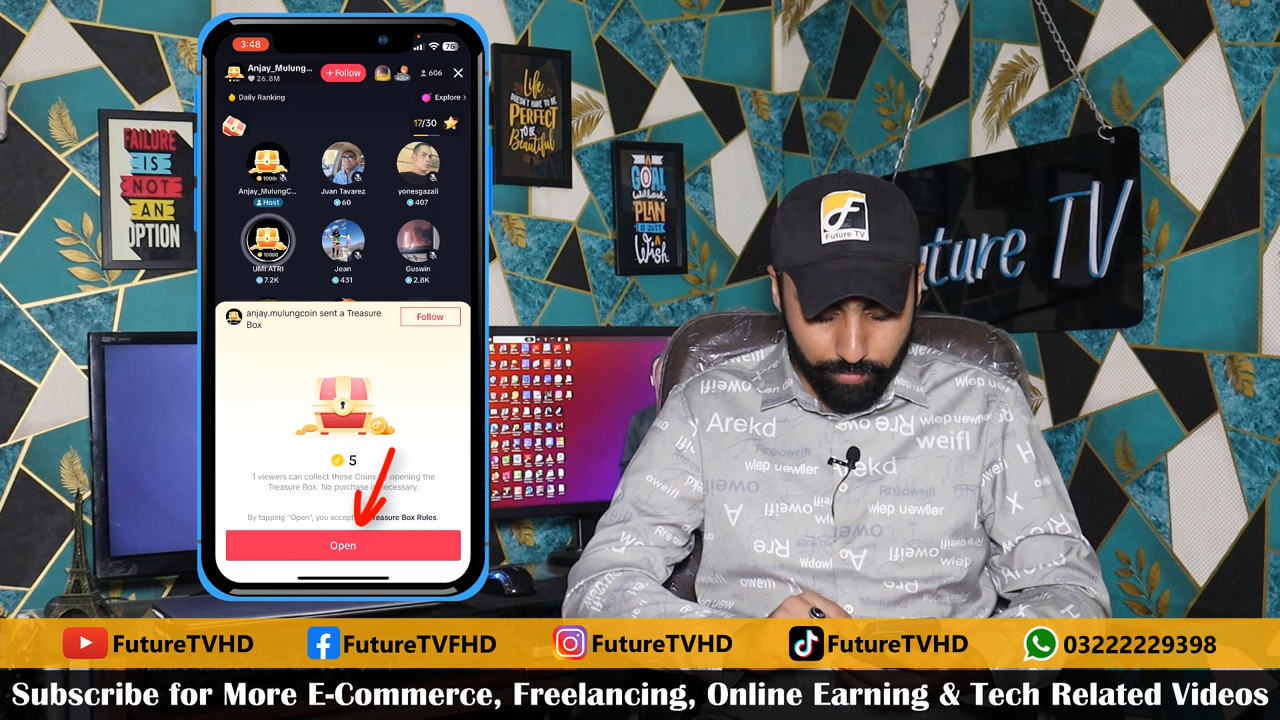 3:48
76
Anjay_Mulung...
26.8M
+ Follow
606
Daily Ranking
Explore >
17/30
Anjay_MulungC...
Host
Juan Tavarez
60
yonesgazali
407
10000
UMI ATRI
7.2K
Jean
431
Guswin
2.8K
anjay.mulungcoin sent a Treasure
Box
Follow
5
1 viewers can collect these Coins opening the
Treasure Box. No purchase necessary.
By tapping "Open", you accept Treasure Box Rules.
Open
FAILURE
IS
NOT
AN
OPTION
Life
DOESN'T HAVE TO BE
PERFECT
TO BE
Beautiful
A
GOAL
Without
PLAN
IS JUST
Wish
Future TV
uture TV
Arekd
weifl
FutureTVHD
FutureTVFHD
FutureTVHD
FutureTVHD
03222229398
Subscribe for More E-Commerce, Freelancing, Online Earning & Tech Related Videos